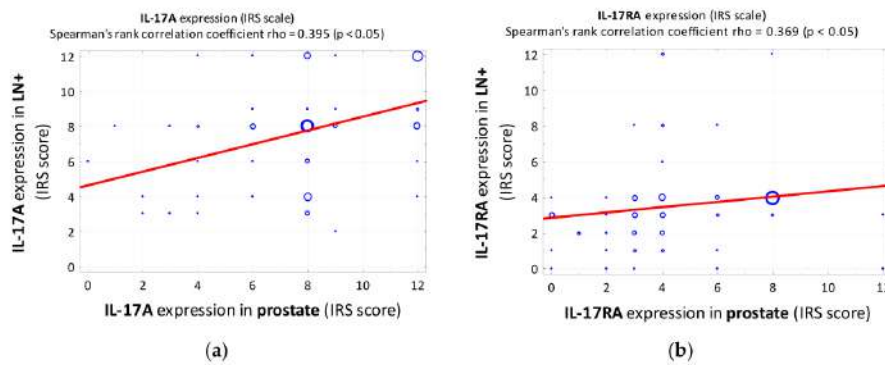 IL-17A expression (IRS scale)
Spearman's rank correlation coefficient rho = 0.395 (p < 0.05)
12
10
8
6
4
2
0
IL-17A expression in LN+
(IRS score)
0 2 4 6 8 10 12
IL-17A expression in prostate (IRS score)
(a)
IL-17RA expression (IRS scale)
Spearman's rank correlation coefficient rho = 0.369 (p < 0.05)
12
10
8
6
4
2
0
IL-17RA expression in LN+
(IRS score)
0 2 4 6 8 10 12
IL-17RA expression in prostate (IRS score)
(b)